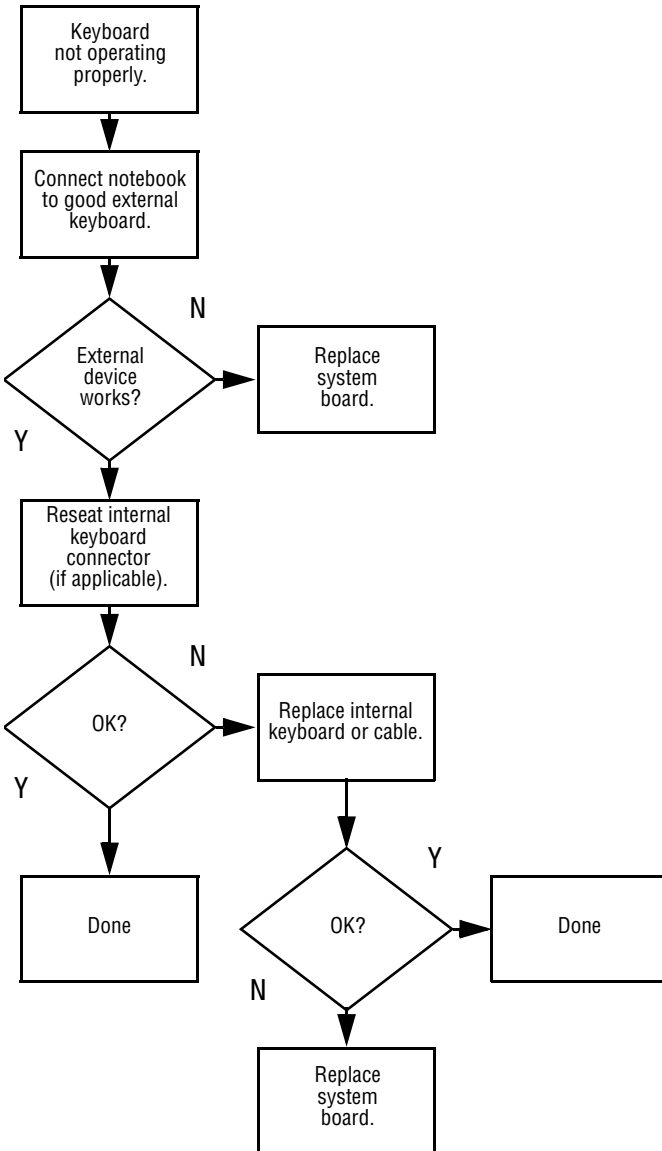 Keyboard
not operating
properly.
Connect notebook
to good external
keyboard.
N
External
device
works?
Replace
system
board.
Y
Reseat internal
keyboard
connector
(if applicable).
N
OK?
Replace internal
keyboard or cable.
Y
Y
Done
OK?
Done
N
Replace
system
board.